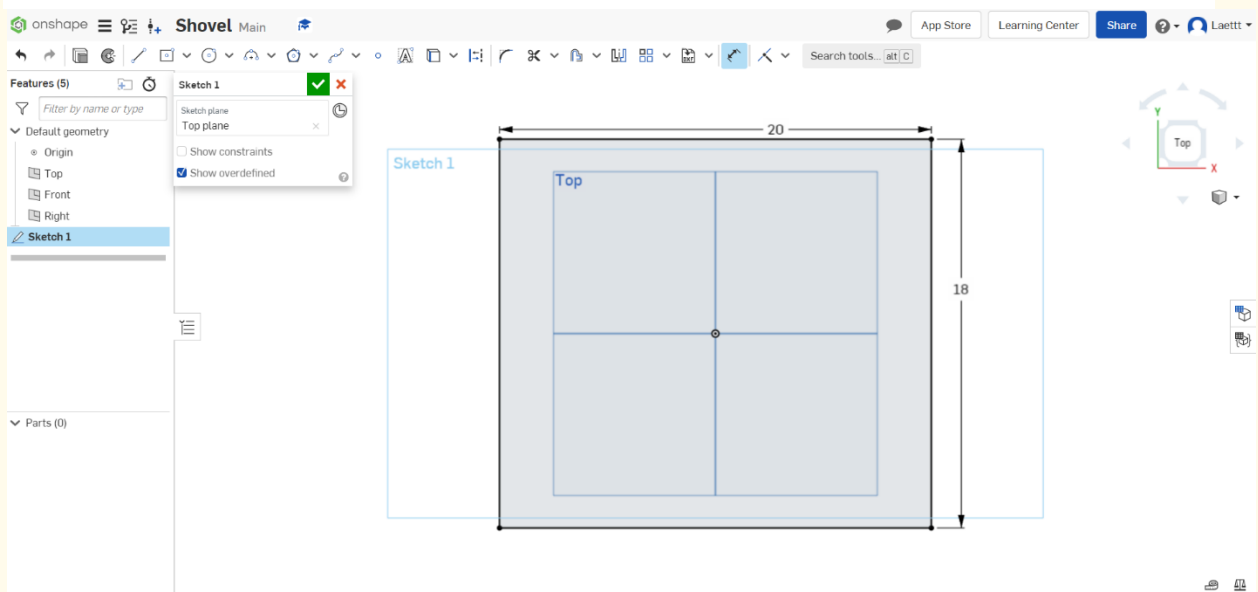 onshape Shovel Main App Store Learning Center Share Laettt
Search tools... alt C
Features (5)
Filter by name or type
Default geometry
Origin
Top
Front
Right
Sketch 1
Parts (0)
Sketch 1
Sketch plane
Top plane
Show constraints
Show overdefined
Sketch 1
Top
20
18
Y
Top
X